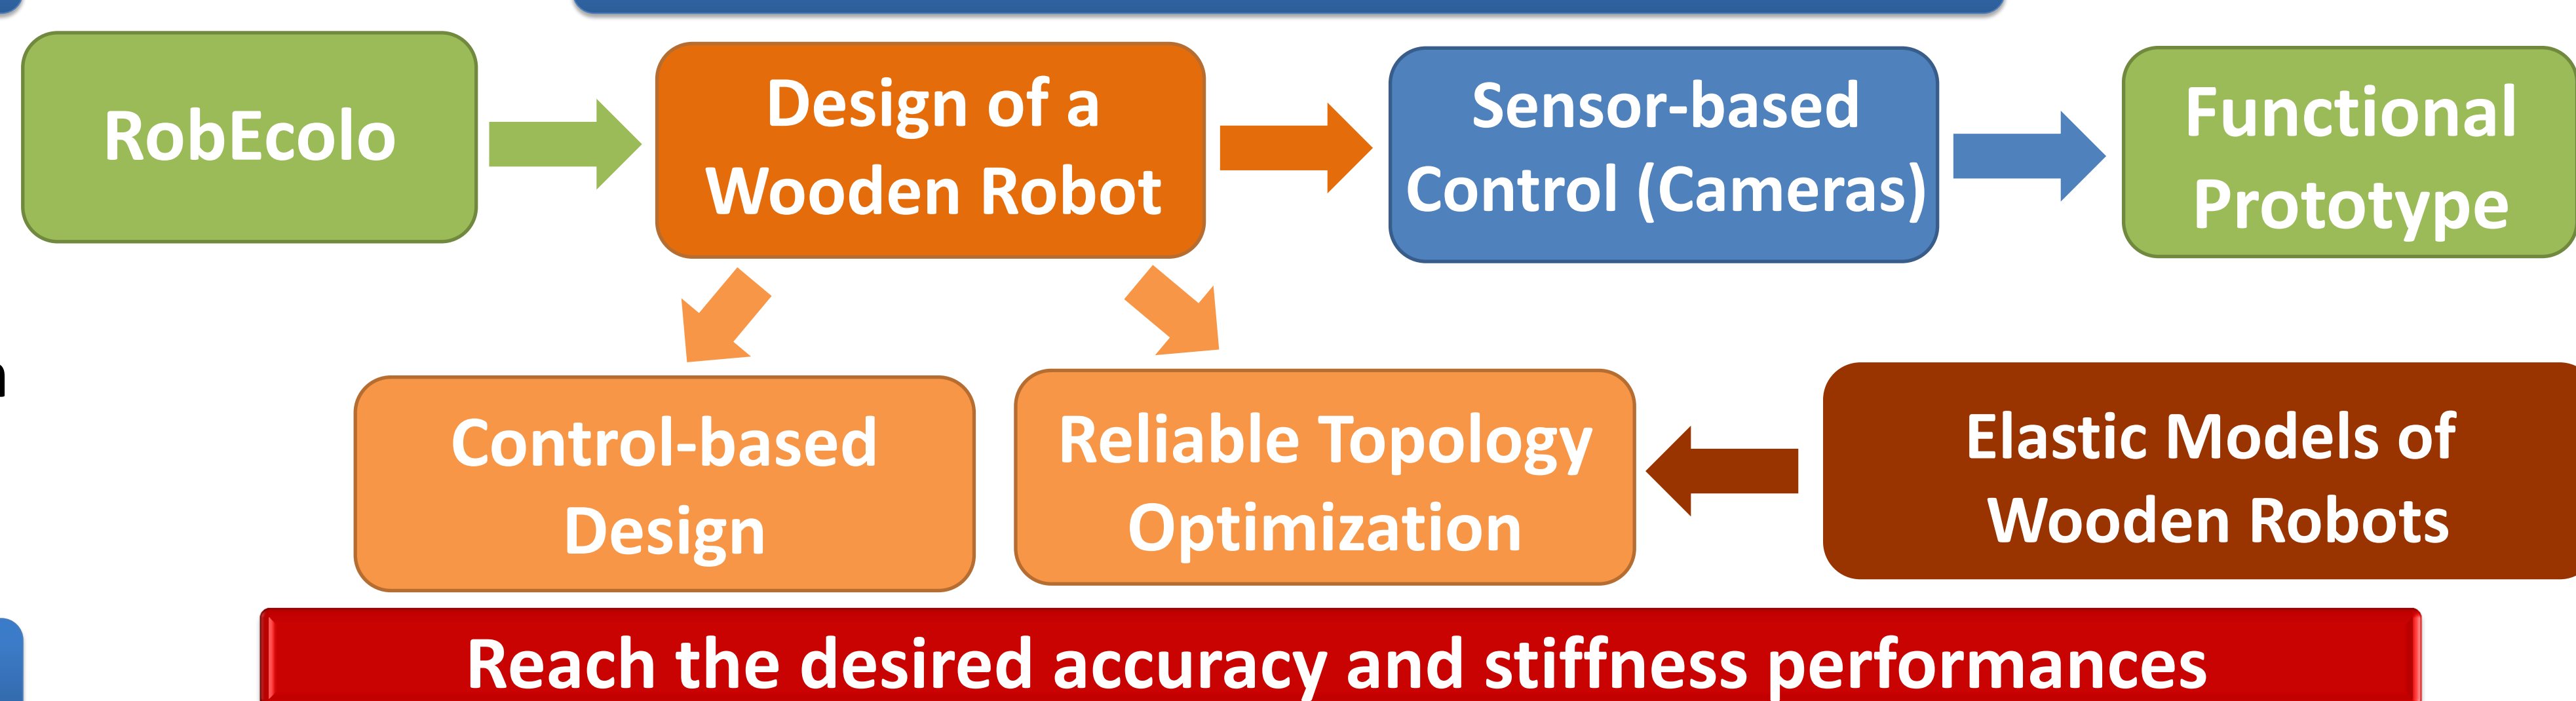 RobEcolo
Design of a
Wooden Robot
Sensor-based
Control (Cameras)
Functional
Prototype
Control-based
Design
Reliable Topology
Optimization
Elastic Models of
Wooden Robots
Reach the desired accuracy and stiffness performances